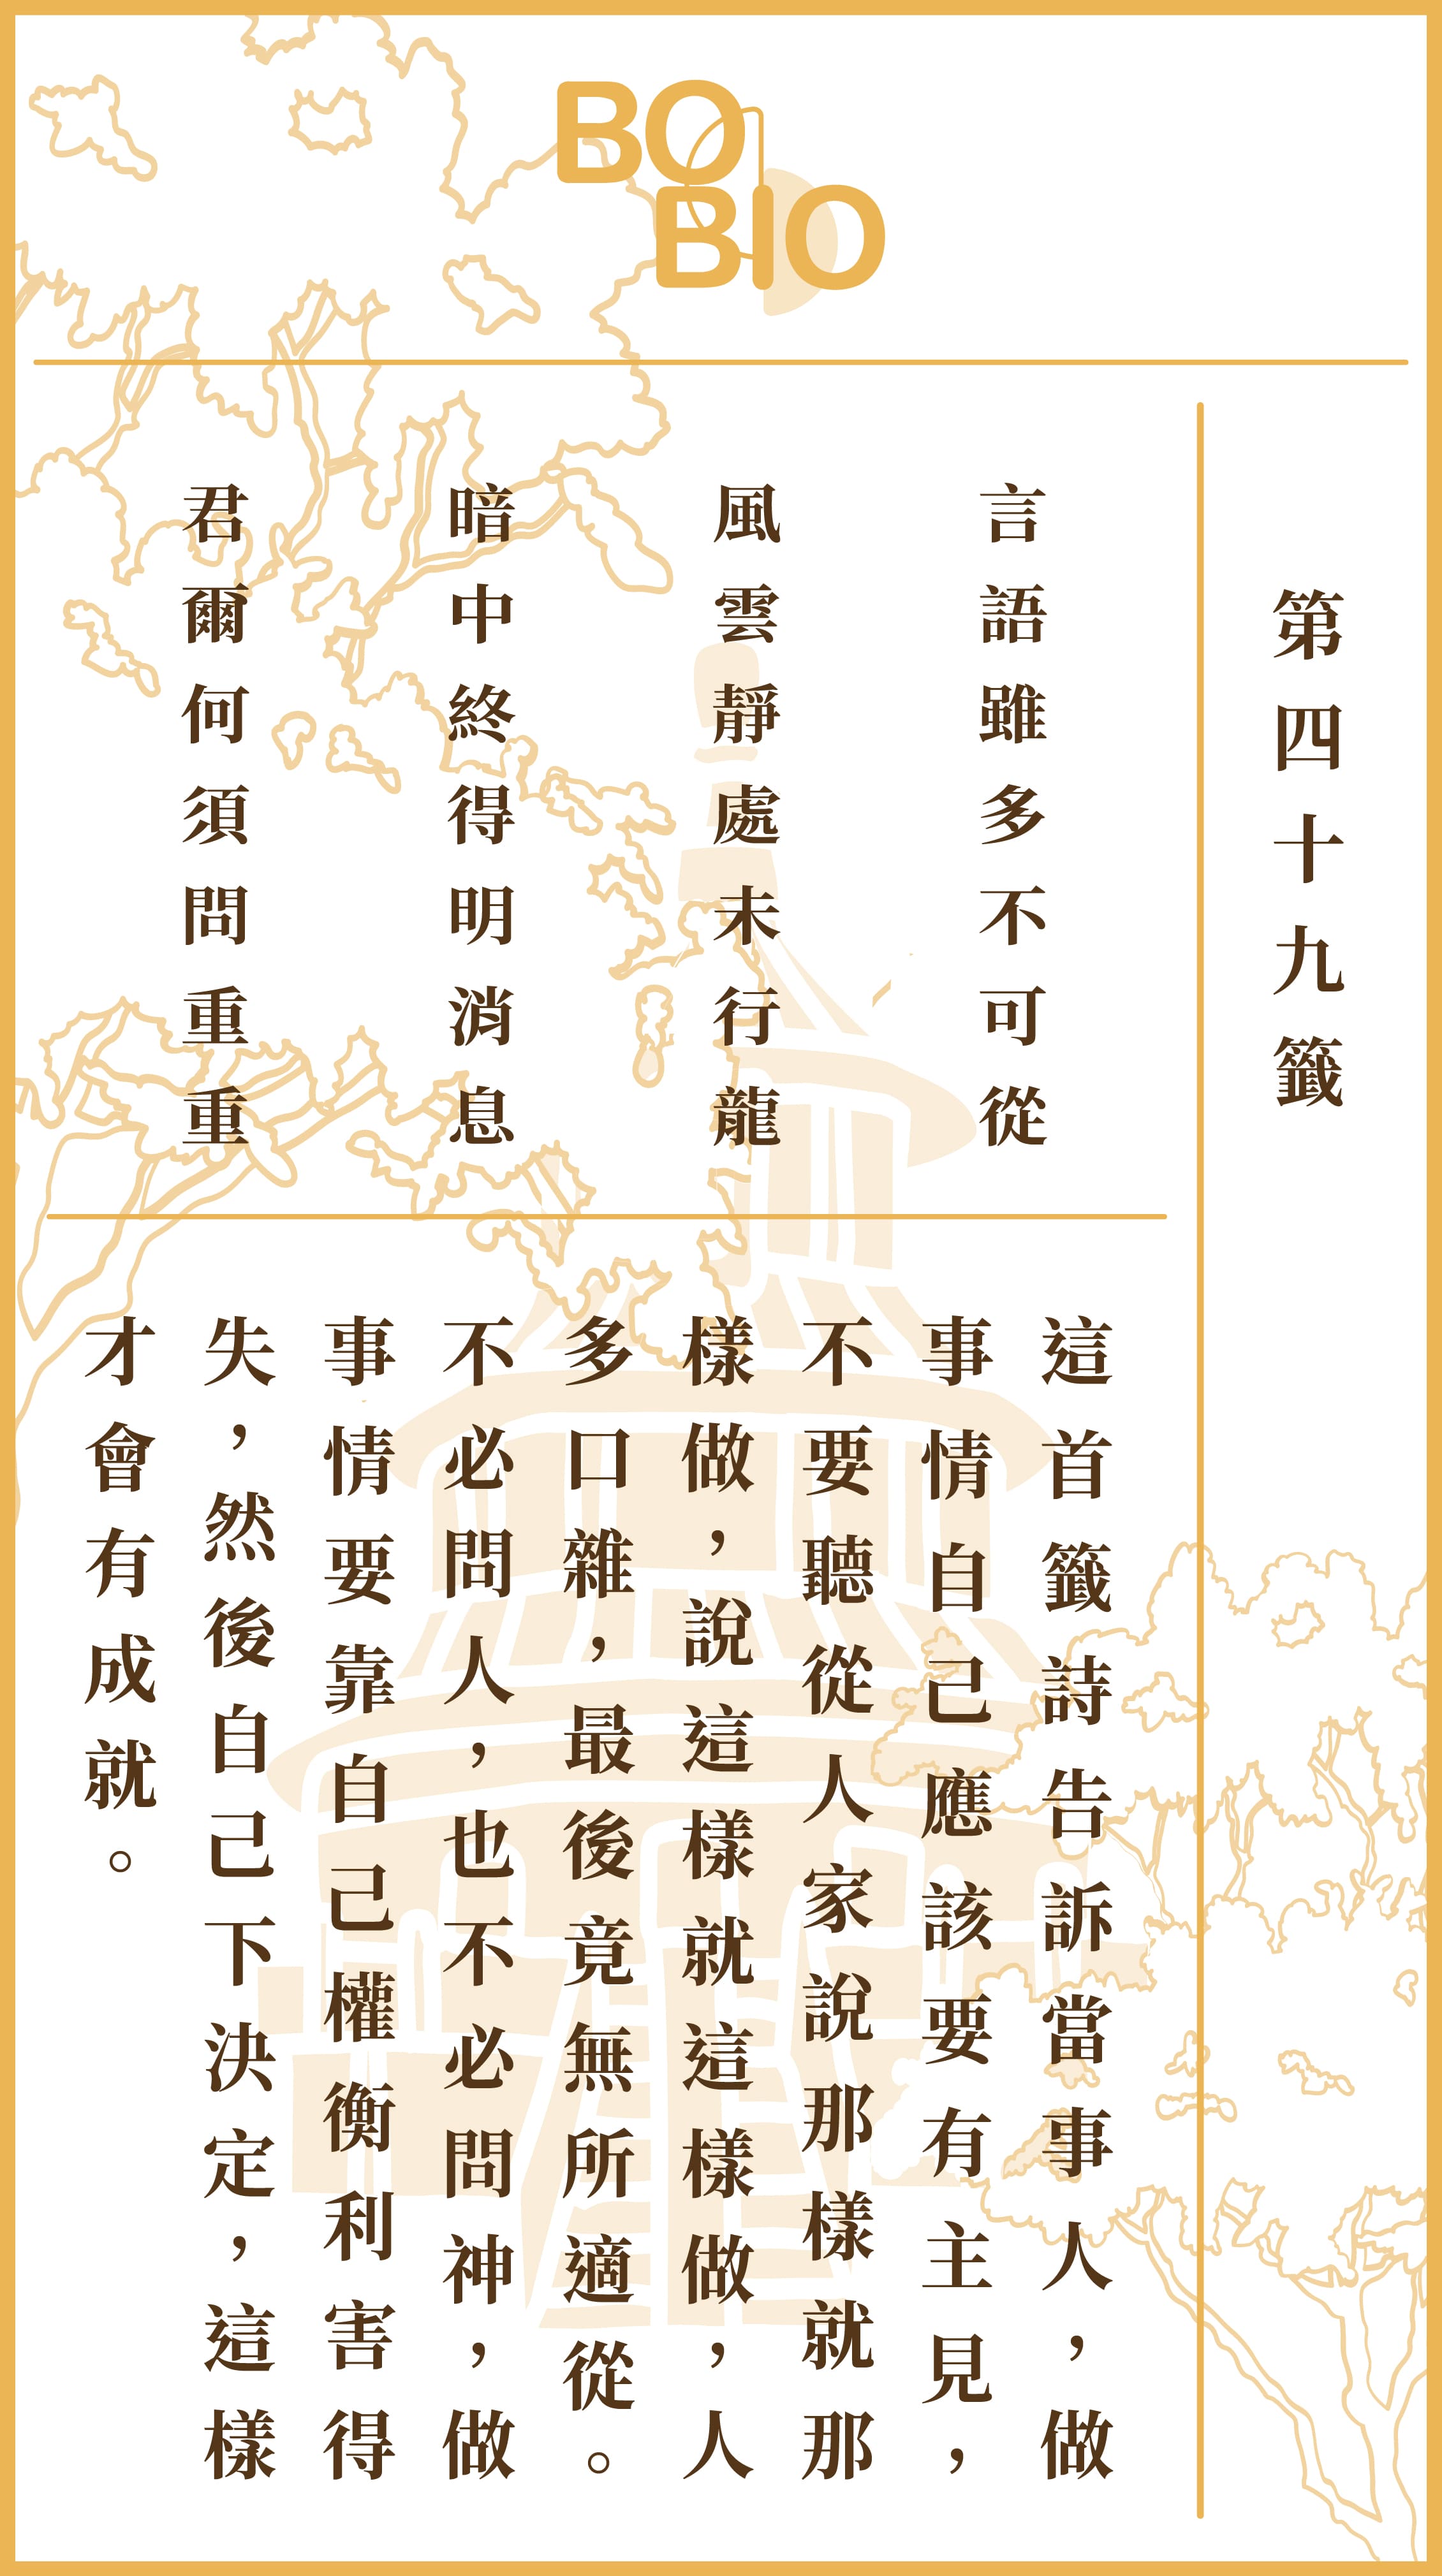 BO
BIO
第四十九籤
言語雖多不可從
風雲靜處未行龍
暗中終得明消息
君爾何須問重重
這首籤詩告訴當事人，做
事情自己應該要有主見，
不要聽從人家說那樣就那
樣做，說這樣就這樣做，人
多口雜，最後竟無所適從。
不必問人，也不必問神，做
事情要靠自己權衡利害得
失，然後自己下決定，這樣
才會有成就。